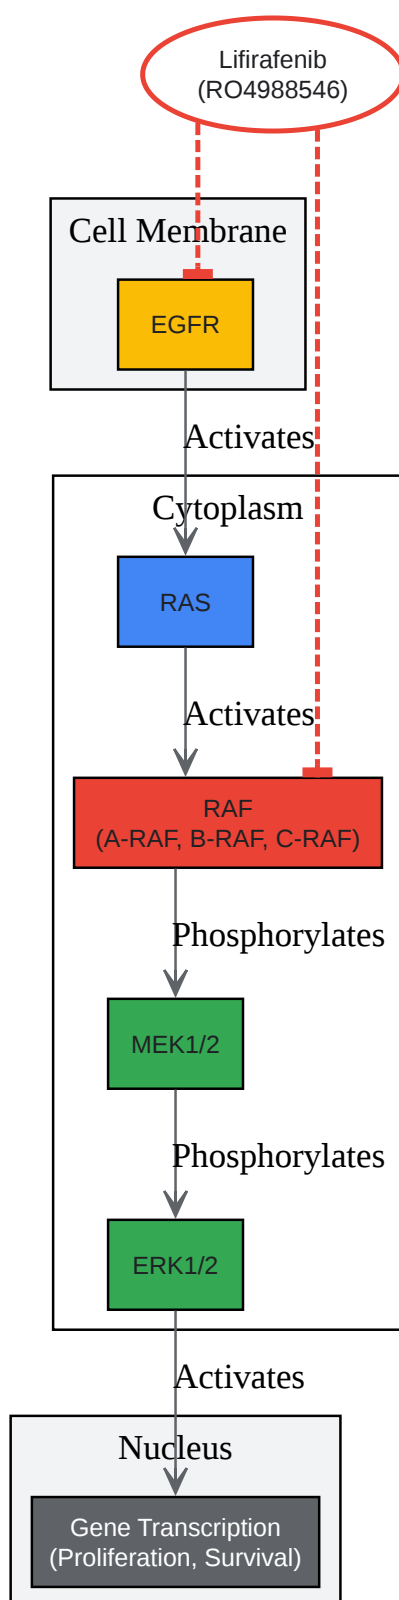 Lifirafenib
(RO4988546)
Cell Membrane
EGFR
Activates
Cytoplasm
RAS
Activates
RAF
(A-RAF, B-RAF, C-RAF)
Phosphorylates
MEK1/2
Phosphorylates
ERK1/2
Activates
Nucleus
Gene Transcription
(Proliferation, Survival)